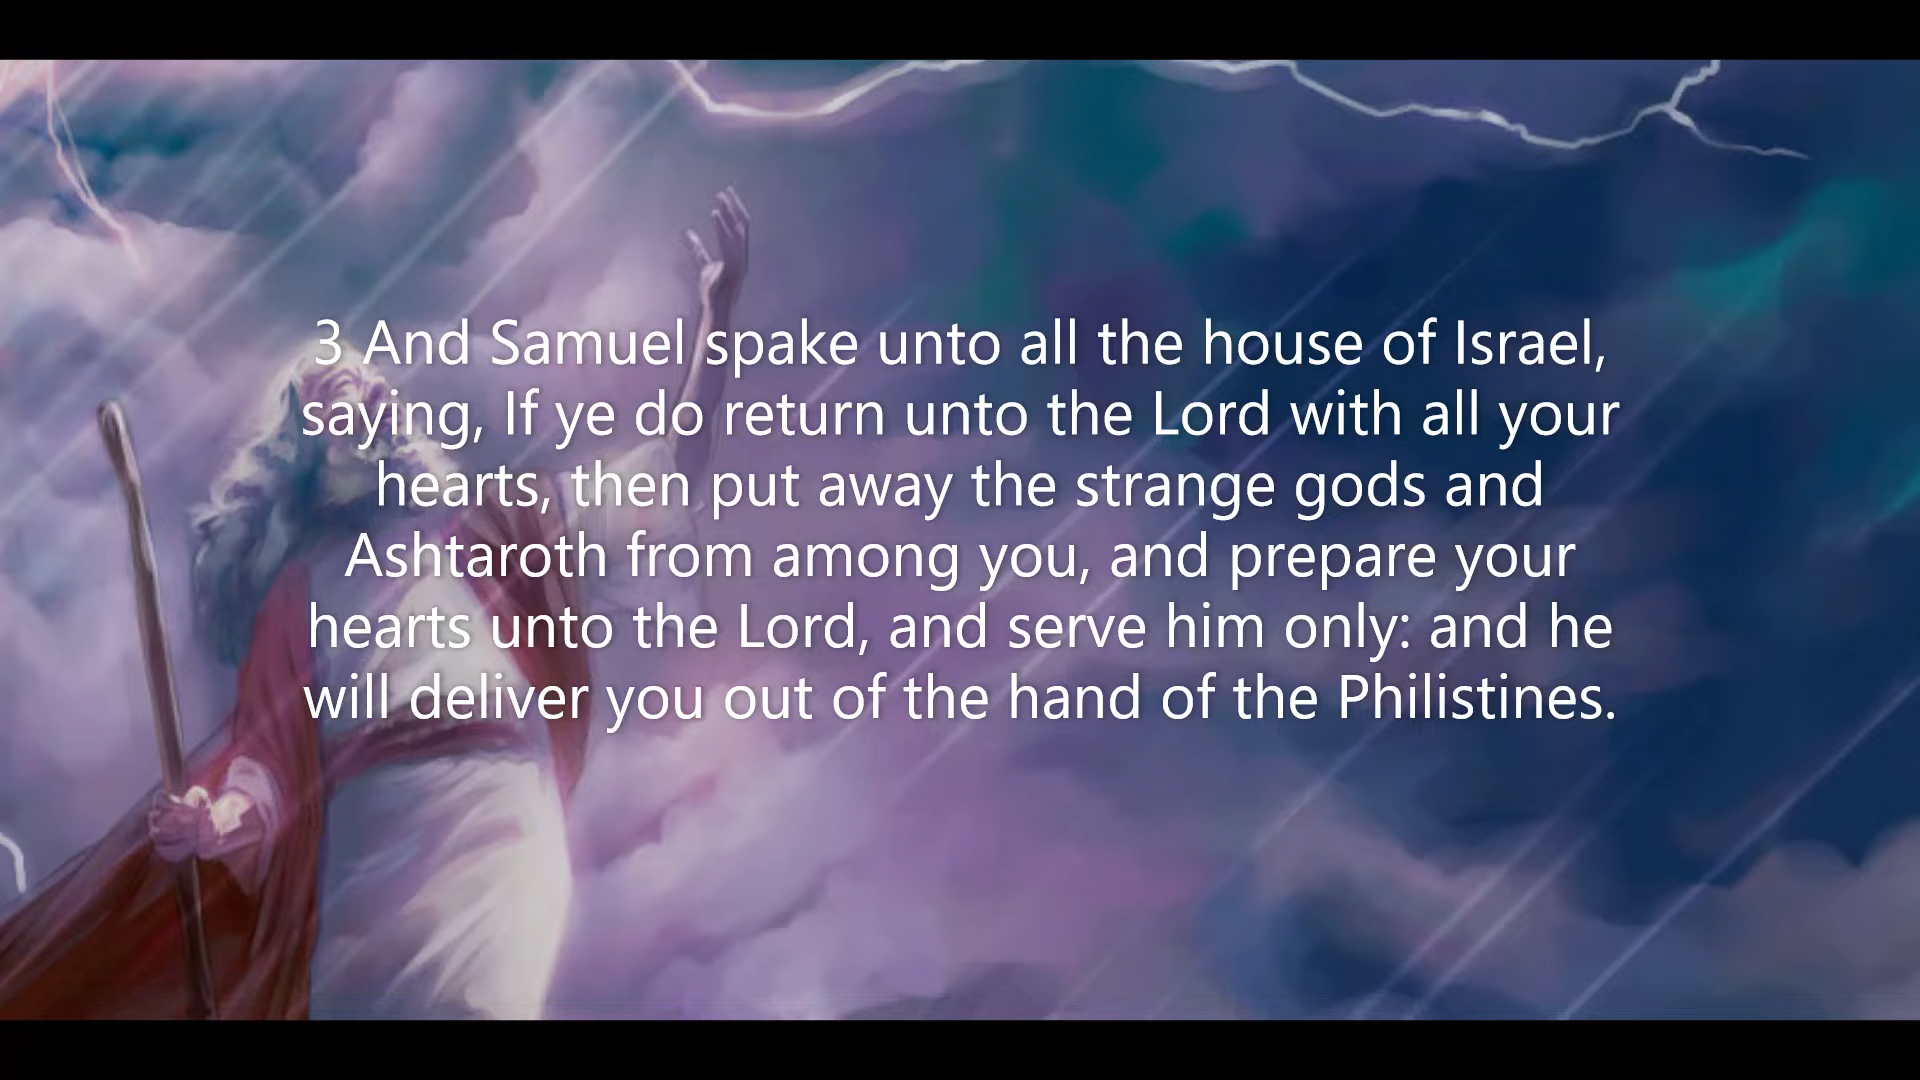 3 And Samuel spake unto all the house of Israel,
saying, If ye do return unto the Lord with all your
hearts, then put away the strange gods and
Ashtaroth from among you, and prepare your
hearts unto the Lord, and serve him only: and he
will deliver you out of the hand of the Philistines.